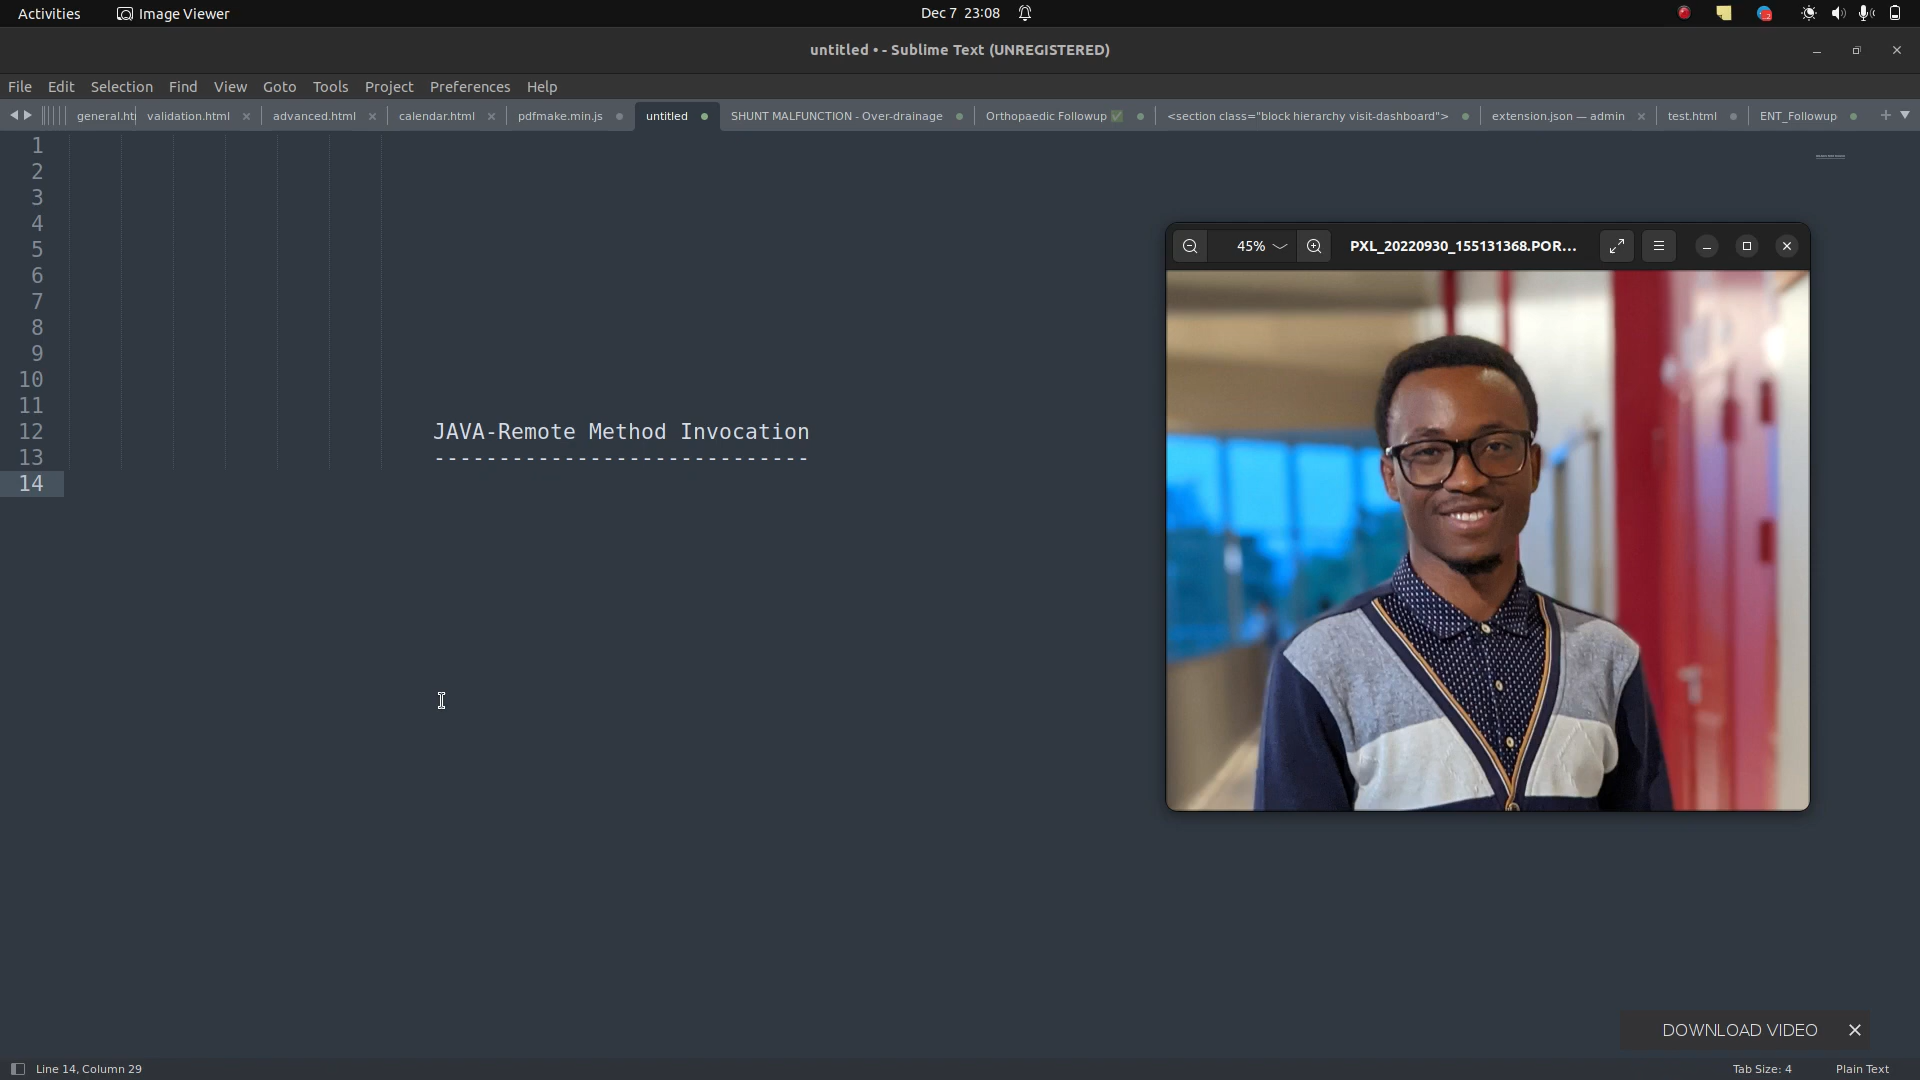 Activities Image Viewer Dec 7 23:08
untitled • - Sublime Text (UNREGISTERED)
File Edit Selection Find View Goto Tools Project Preferences Help
general.ht validation.html advanced.html calendar.html pdfmake.min.js untitled SHUNT MALFUNCTION - Over-drainage Orthopaedic Followup ✅ <section class="block hierarchy visit-dashboard"> extension.json — admin test.html ENT_Followup
1
2
3
4
45% PXL_20220930_155131368.POR...
5
6
7
8
9
10
11
12 JAVA-Remote Method Invocation
13 -----------------------------
14
DOWNLOAD VIDEO
Line 14, Column 29 Tab Size: 4 Plain Text